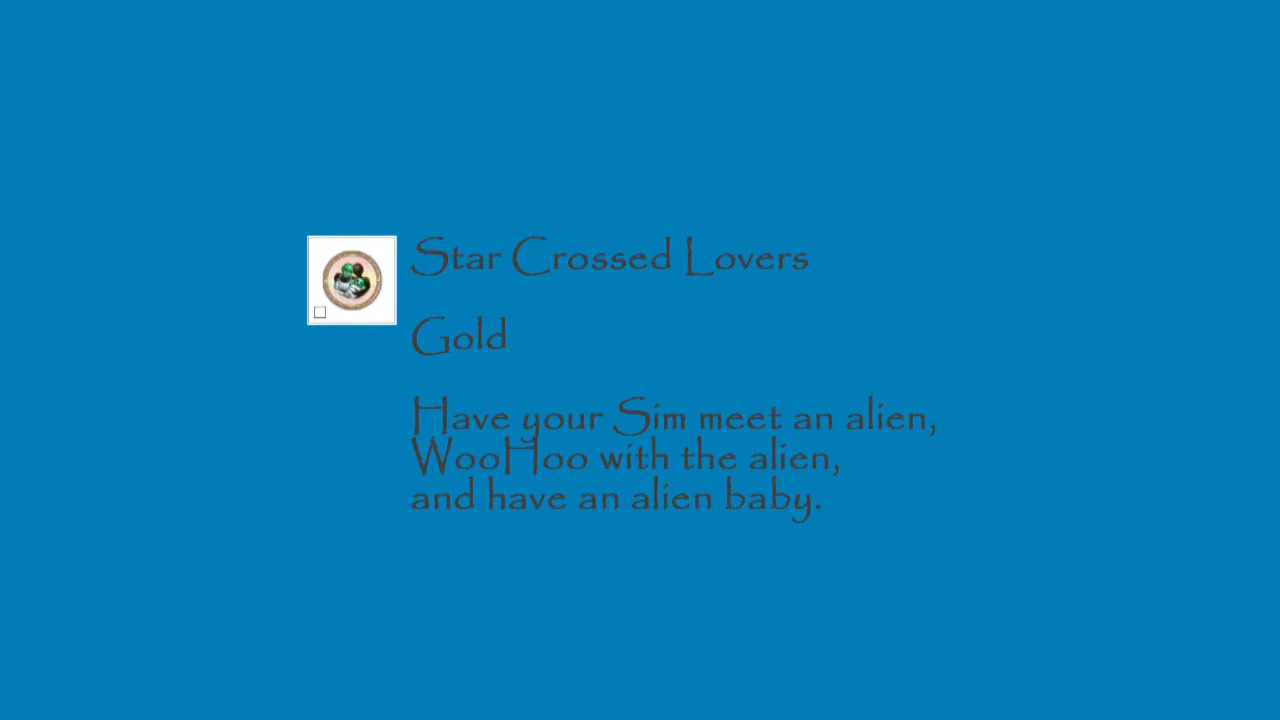 Star Crossed Lovers
Gold
Have your Sim meet an alien,
WooHoo with the alien,
and have an alien baby.